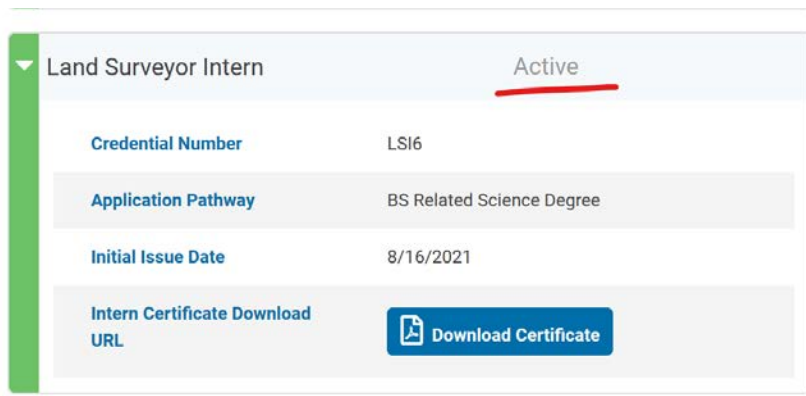 Land Surveyor Intern Active
Credential Number LSI6
Application Pathway BS Related Science Degree
Initial Issue Date 8/16/2021
Intern Certificate Download
URL
Download Certificate